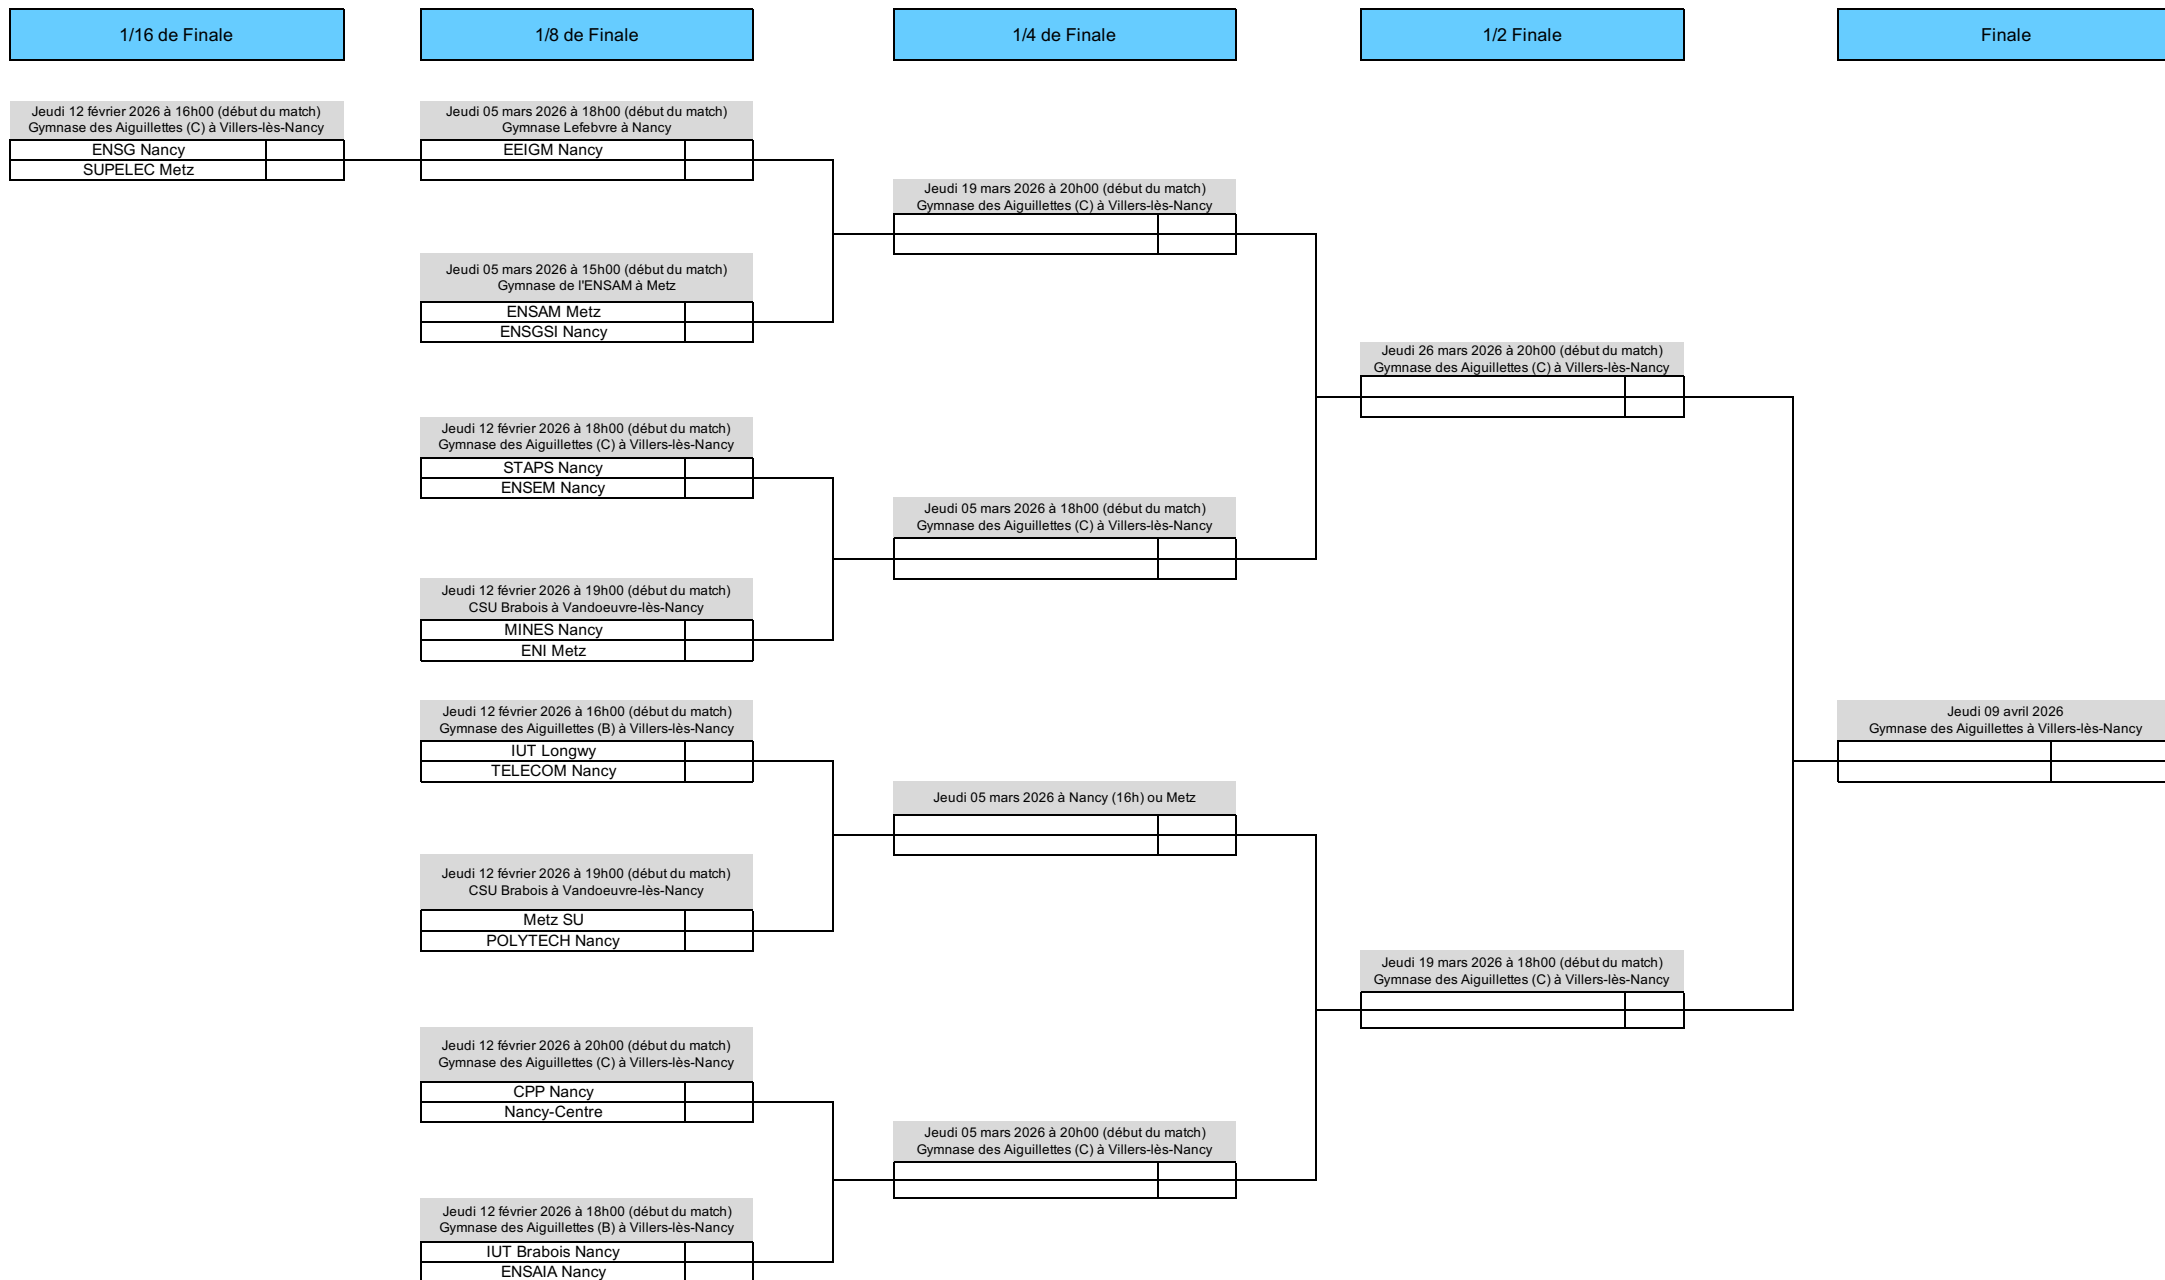 1/16 de Finale
1/8 de Finale
1/4 de Finale
1/2 Finale
Finale
Jeudi 12 février 2026 à 16h00 (début du match)
Gymnase des Aiguillettes (C) à Villers-lès-Nancy
ENSG Nancy
SUPELEC Metz
Jeudi 05 mars 2026 à 18h00 (début du match)
Gymnase Lefebvre à Nancy
EEIGM Nancy
Jeudi 05 mars 2026 à 15h00 (début du match)
Gymnase de l'ENSAM à Metz
ENSAM Metz
ENSGSI Nancy
Jeudi 12 février 2026 à 18h00 (début du match)
Gymnase des Aiguillettes (C) à Villers-lès-Nancy
STAPS Nancy
ENSEM Nancy
Jeudi 12 février 2026 à 19h00 (début du match)
CSU Brabois à Vandoeuvre-lès-Nancy
MINES Nancy
ENI Metz
Jeudi 12 février 2026 à 16h00 (début du match)
Gymnase des Aiguillettes (B) à Villers-lès-Nancy
IUT Longwy
TELECOM Nancy
Jeudi 12 février 2026 à 19h00 (début du match)
CSU Brabois à Vandoeuvre-lès-Nancy
Metz SU
POLYTECH Nancy
Jeudi 12 février 2026 à 20h00 (début du match)
Gymnase des Aiguillettes (C) à Villers-lès-Nancy
CPP Nancy
Nancy-Centre
Jeudi 12 février 2026 à 18h00 (début du match)
Gymnase des Aiguillettes (B) à Villers-lès-Nancy
IUT Brabois Nancy
ENSAIA Nancy
Jeudi 19 mars 2026 à 20h00 (début du match)
Gymnase des Aiguillettes (C) à Villers-lès-Nancy
Jeudi 05 mars 2026 à 18h00 (début du match)
Gymnase des Aiguillettes (C) à Villers-lès-Nancy
Jeudi 05 mars 2026 à Nancy (16h) ou Metz
Jeudi 05 mars 2026 à 20h00 (début du match)
Gymnase des Aiguillettes (C) à Villers-lès-Nancy
Jeudi 26 mars 2026 à 20h00 (début du match)
Gymnase des Aiguillettes (C) à Villers-lès-Nancy
Jeudi 19 mars 2026 à 18h00 (début du match)
Gymnase des Aiguillettes (C) à Villers-lès-Nancy
Jeudi 09 avril 2026
Gymnase des Aiguillettes à Villers-lès-Nancy